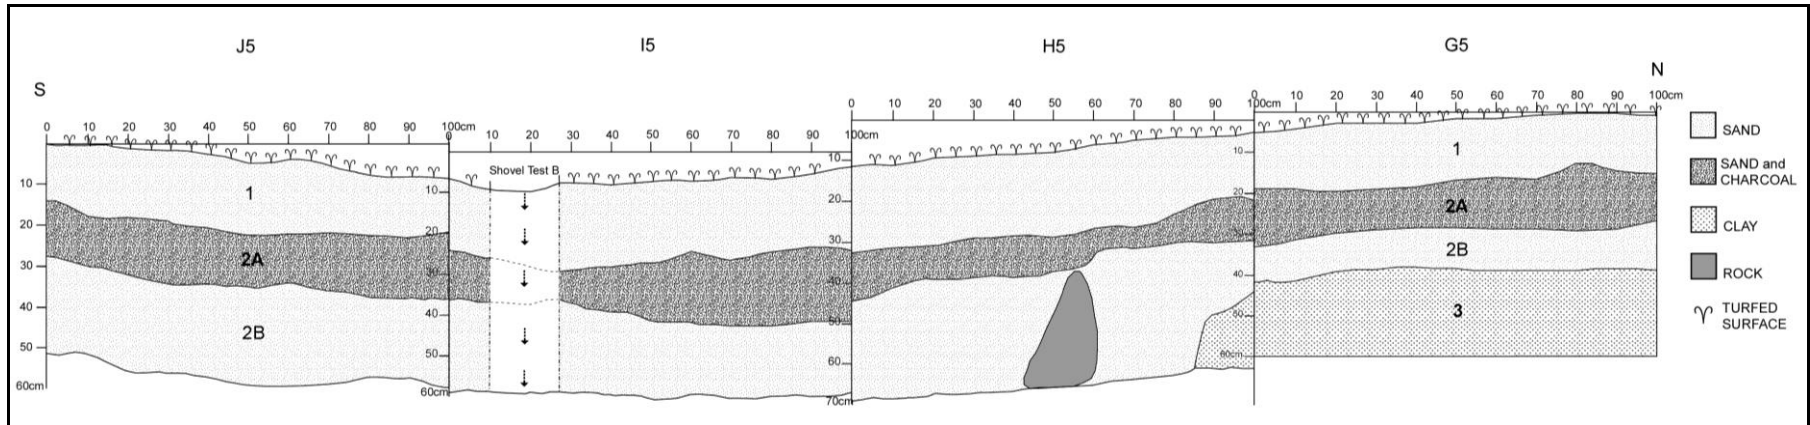 J5 I5 H5 G5
S N
0 10 20 30 40 50 60 70 80 90 100cm 10 20 30 40 50 60 70 80 90 100cm
0 10 20 30 40 50 60 70 80 90 100cm
10 20 30 40 50 60 70 80 90 100cm
10
20
30
40
50
60cm
1
2A
2B
Shovel Test B
10
20
30
40
50
60cm
10
20
30
40
50
60
70cm
10
20
30
40
50
60cm
1
2A
2B
3
SAND
SAND and
CHARCOAL
CLAY
ROCK
TURFED
SURFACE